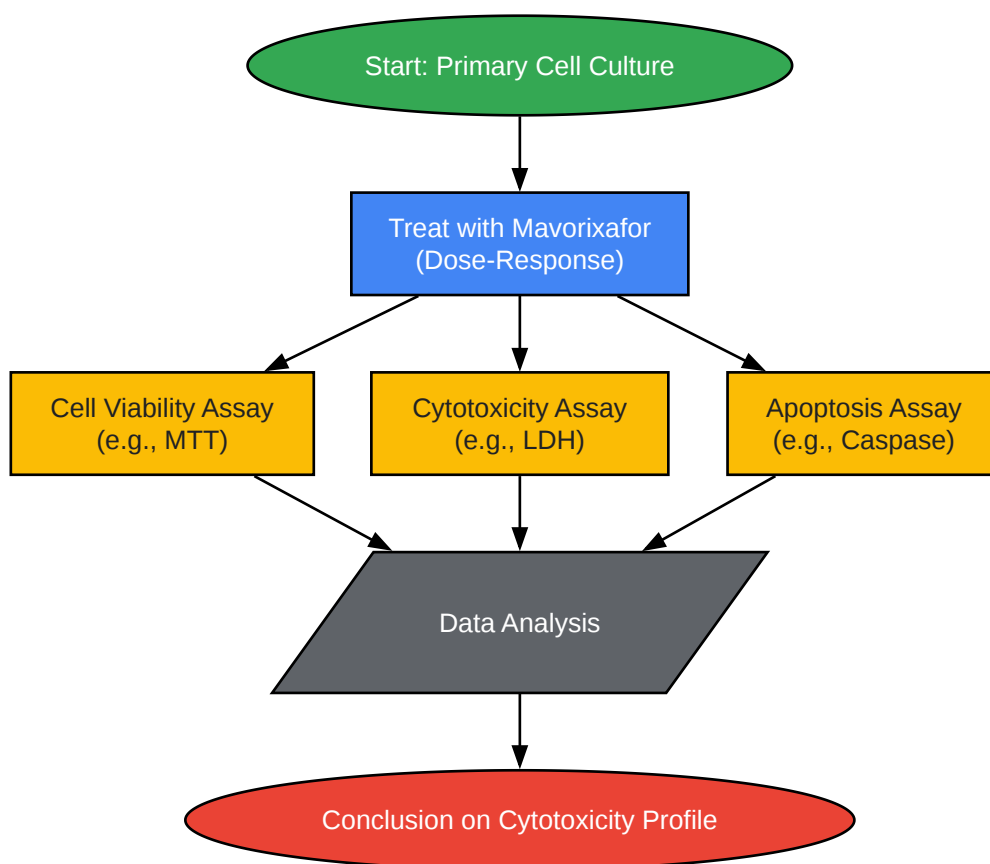 Start: Primary Cell Culture
Treat with Mavorixafor
(Dose-Response)
Cell Viability Assay
(e.g., MTT)
Cytotoxicity Assay
(e.g., LDH)
Apoptosis Assay
(e.g., Caspase)
Data Analysis
Conclusion on Cytotoxicity Profile